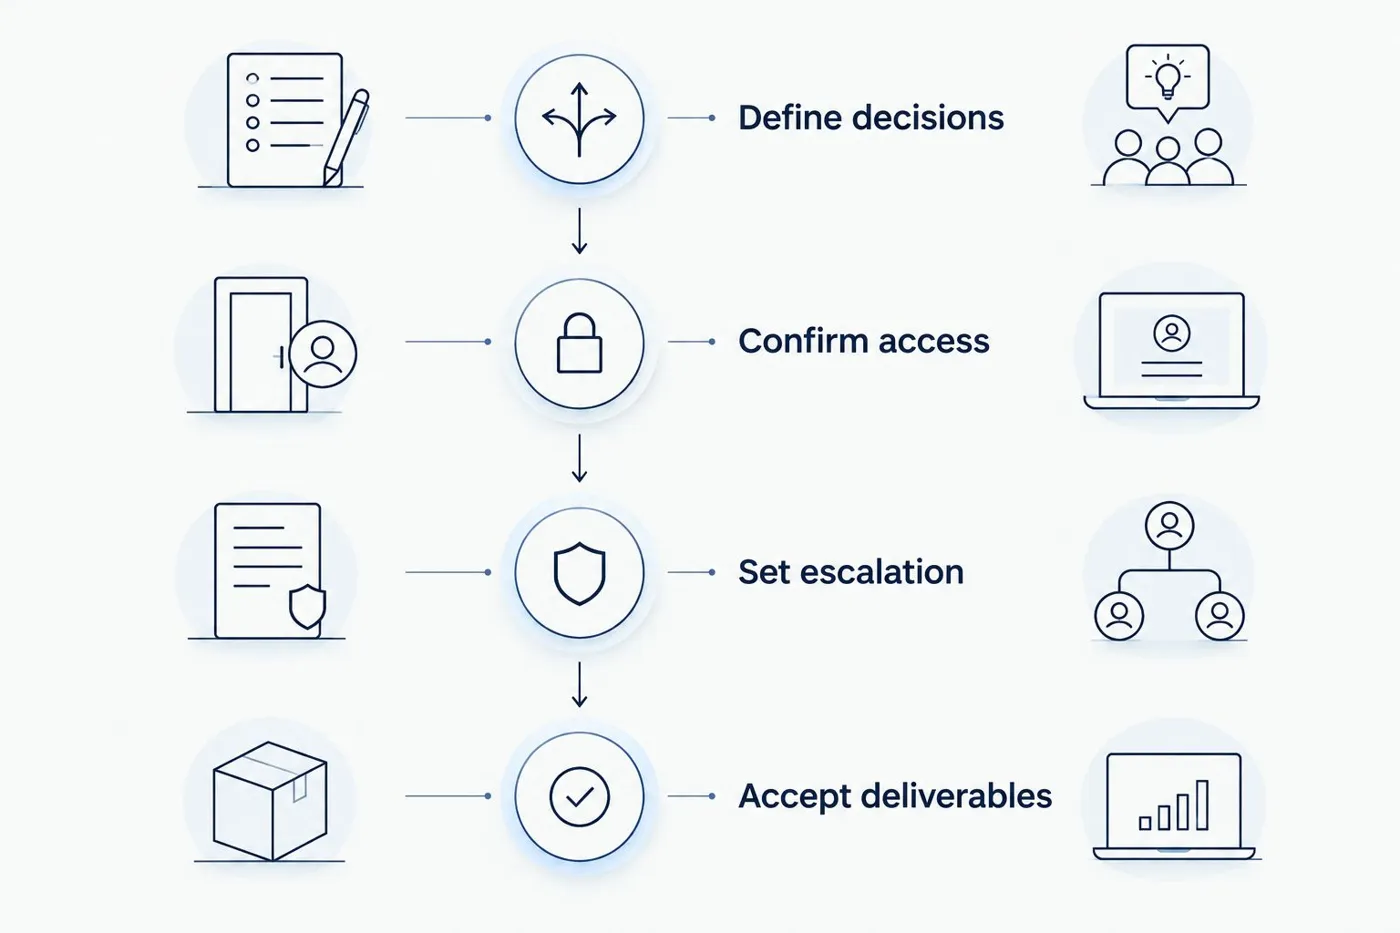 Define decisions
Confirm access
Set escalation
Accept deliverables